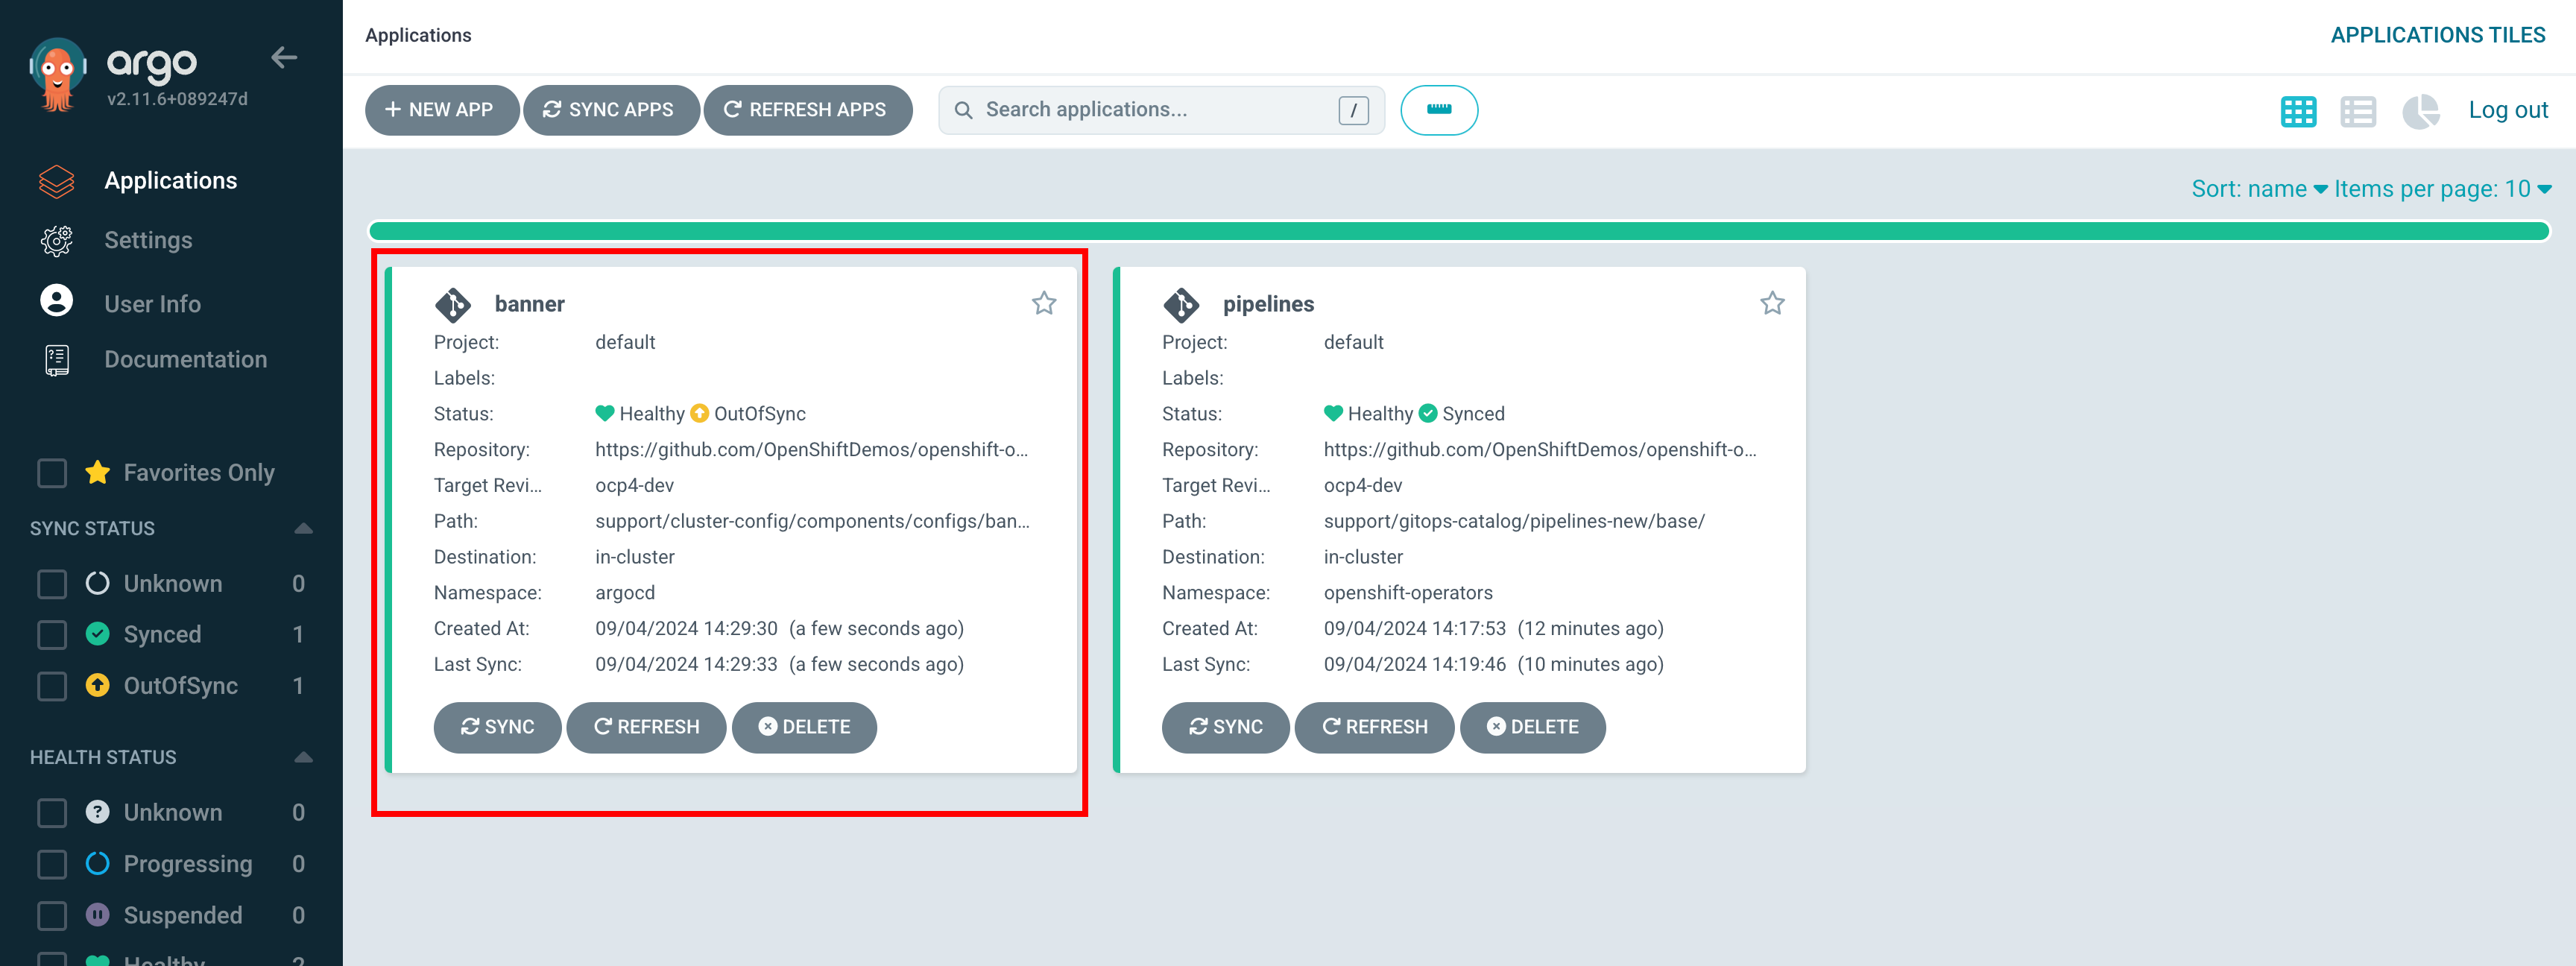 argo
v2.11.6+089247d
Applications
Settings
User Info
Documentation
Favorites Only
SYNC STATUS
Unknown 0
Synced 1
OutOfSync 1
HEALTH STATUS
Unknown 0
Progressing 0
Suspended 0
Healthy 2
Applications
APPLICATIONS TILES
+ NEW APP SYNC APPS REFRESH APPS Search applications... / Log out
Sort: name Items per page: 10
banner
Project: default
Labels:
Status: Healthy OutOfSync
Repository: https://github.com/OpenShiftDemos/openshift-o...
Target Revi... ocp4-dev
Path: support/cluster-config/components/configs/ban...
Destination: in-cluster
Namespace: argocd
Created At: 09/04/2024 14:29:30 (a few seconds ago)
Last Sync: 09/04/2024 14:29:33 (a few seconds ago)
SYNC REFRESH DELETE
pipelines
Project: default
Labels:
Status: Healthy Synced
Repository: https://github.com/OpenShiftDemos/openshift-o...
Target Revi... ocp4-dev
Path: support/gitops-catalog/pipelines-new/base/
Destination: in-cluster
Namespace: openshift-operators
Created At: 09/04/2024 14:17:53 (12 minutes ago)
Last Sync: 09/04/2024 14:19:46 (10 minutes ago)
SYNC REFRESH DELETE